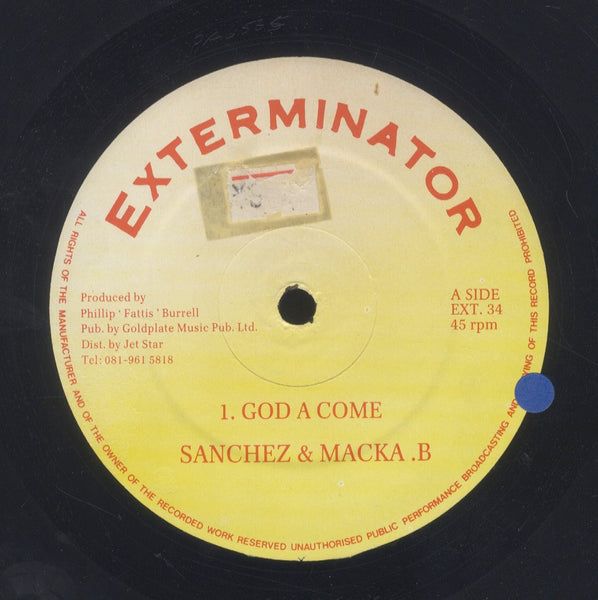 EXTERMINATOR
Produced by
Phillip 'Fattis' Burrell
Pub. by Goldplate Music Pub. Ltd.
Dist. by Jet Star
Tel: 081-961 5818
A SIDE
EXT. 34
45 rpm
1. GOD A COME
SANCHEZ & MACKA .B
ALL RIGHTS OF THE MANUFACTURER AND OF THE OWNER OF THE RECORDED WORK RESERVED UNAUTHORISED PUBLIC PERFORMANCE BROADCASTING AND OF THIS RECORD PROHIBITED